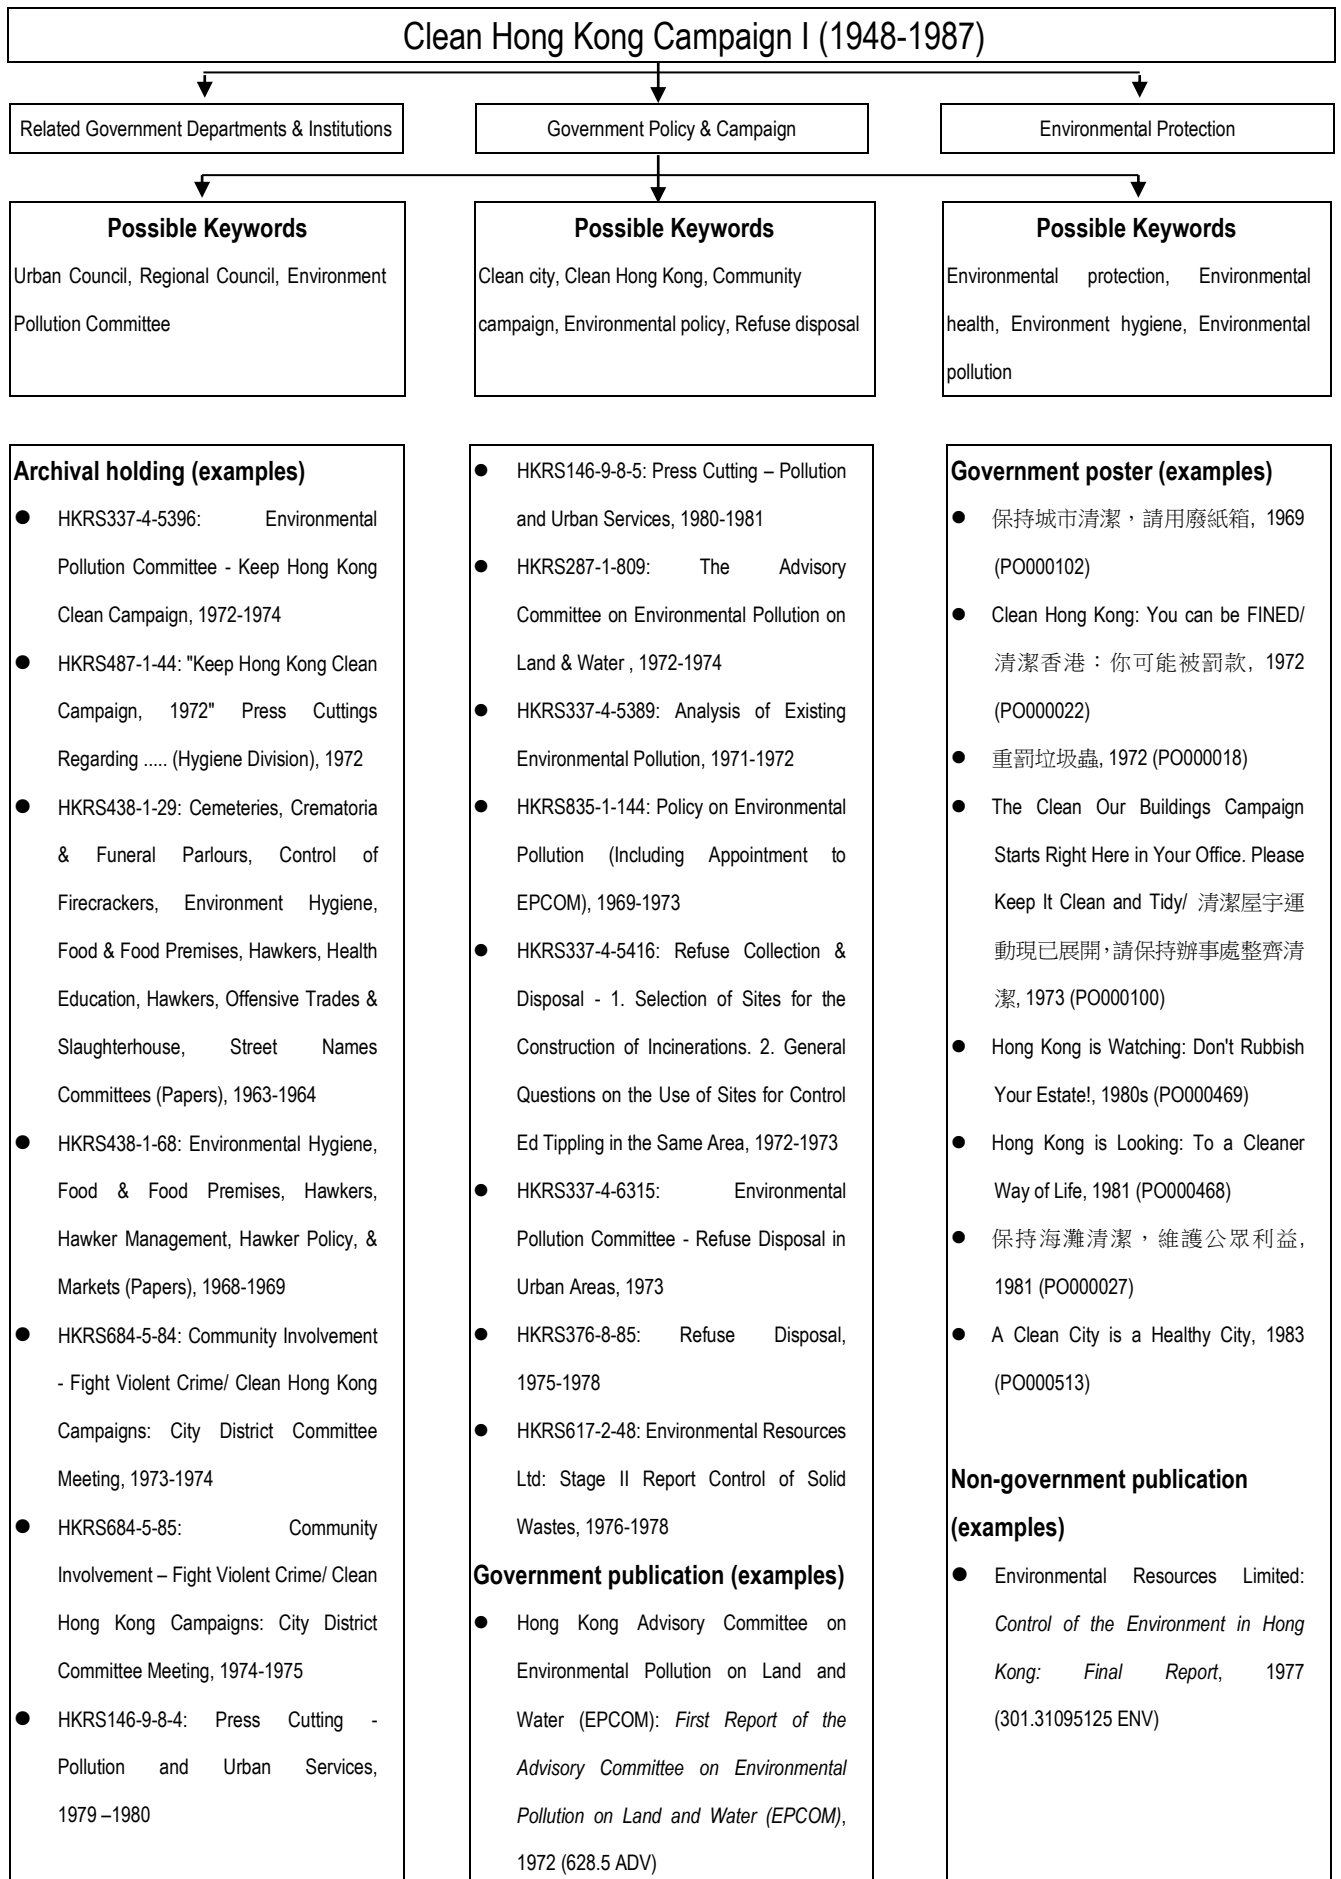 Clean Hong Kong Campaign I (1948-1987)
Related Government Departments & Institutions
Government Policy & Campaign
Environmental Protection
Possible Keywords
Urban Council, Regional Council, Environment
Pollution Committee
Possible Keywords
Clean city, Clean Hong Kong, Community
campaign, Environmental policy, Refuse disposal
Possible Keywords
Environmental protection, Environmental
health, Environment hygiene, Environmental
pollution
Archival holding (examples)
● HKRS337-4-5396: Environmental
Pollution Committee - Keep Hong Kong
Clean Campaign, 1972-1974
● HKRS487-1-44: "Keep Hong Kong Clean
Campaign, 1972" Press Cuttings
Regarding ..... (Hygiene Division), 1972
● HKRS438-1-29: Cemeteries, Crematoria
& Funeral Parlours, Control of
Firecrackers, Environment Hygiene,
Food & Food Premises, Hawkers, Health
Education, Hawkers, Offensive Trades &
Slaughterhouse, Street Names
Committees (Papers), 1963-1964
● HKRS438-1-68: Environmental Hygiene,
Food & Food Premises, Hawkers,
Hawker Management, Hawker Policy, &
Markets (Papers), 1968-1969
● HKRS684-5-84: Community Involvement
- Fight Violent Crime/ Clean Hong Kong
Campaigns: City District Committee
Meeting, 1973-1974
● HKRS684-5-85: Community
Involvement – Fight Violent Crime/ Clean
Hong Kong Campaigns: City District
Committee Meeting, 1974-1975
● HKRS146-9-8-4: Press Cutting -
Pollution and Urban Services,
1979 –1980
● HKRS146-9-8-5: Press Cutting – Pollution
and Urban Services, 1980-1981
● HKRS287-1-809: The Advisory
Committee on Environmental Pollution on
Land & Water , 1972-1974
● HKRS337-4-5389: Analysis of Existing
Environmental Pollution, 1971-1972
● HKRS835-1-144: Policy on Environmental
Pollution (Including Appointment to
EPCOM), 1969-1973
● HKRS337-4-5416: Refuse Collection &
Disposal - 1. Selection of Sites for the
Construction of Incinerations. 2. General
Questions on the Use of Sites for Control
Ed Tippling in the Same Area, 1972-1973
● HKRS337-4-6315: Environmental
Pollution Committee - Refuse Disposal in
Urban Areas, 1973
● HKRS376-8-85: Refuse Disposal,
1975-1978
● HKRS617-2-48: Environmental Resources
Ltd: Stage II Report Control of Solid
Wastes, 1976-1978
Government publication (examples)
● Hong Kong Advisory Committee on
Environmental Pollution on Land and
Water (EPCOM): First Report of the
Advisory Committee on Environmental
Pollution on Land and Water (EPCOM),
1972 (628.5 ADV)
Government poster (examples)
● 保持城市清潔，請用廢紙箱, 1969
(PO000102)
● Clean Hong Kong: You can be FINED/
清潔香港：你可能被罰款, 1972
(PO000022)
● 重罰垃圾蟲, 1972 (PO000018)
● The Clean Our Buildings Campaign
Starts Right Here in Your Office. Please
Keep It Clean and Tidy/ 清潔屋宇運
動現已展開，請保持辦事處整齊清
潔, 1973 (PO000100)
● Hong Kong is Watching: Don't Rubbish
Your Estate!, 1980s (PO000469)
● Hong Kong is Looking: To a Cleaner
Way of Life, 1981 (PO000468)
● 保持海灘清潔，維護公眾利益,
1981 (PO000027)
● A Clean City is a Healthy City, 1983
(PO000513)
Non-government publication
(examples)
● Environmental Resources Limited:
Control of the Environment in Hong
Kong: Final Report, 1977
(301.31095125 ENV)